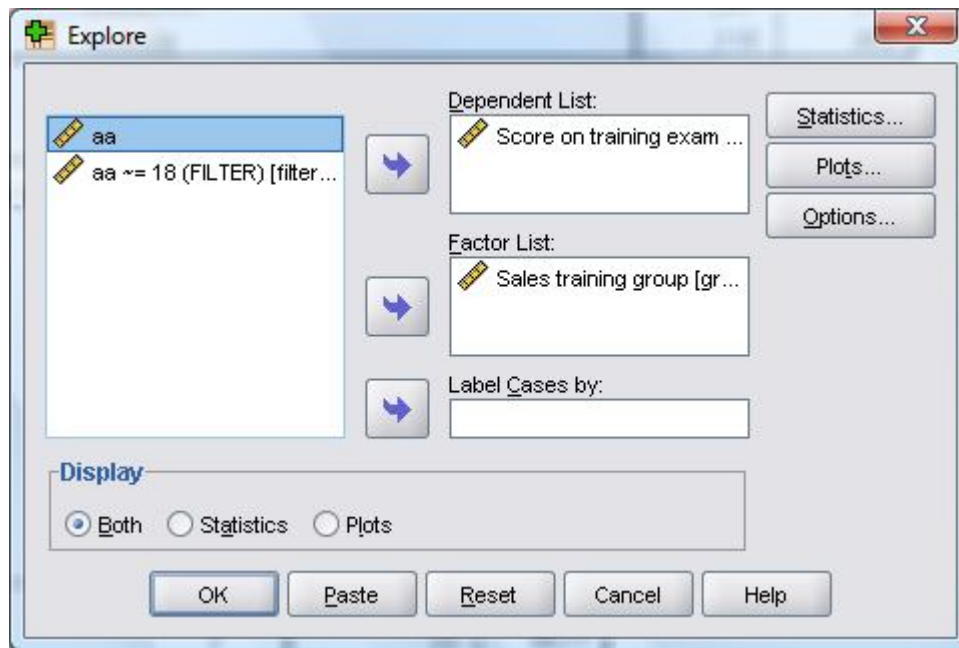 Explore
Dependent List:
Statistics...
aa
Score on training exam ...
aa ~= 18 (FILTER) [filter...
Plots...
Options...
Factor List:
Sales training group [gr...
Label Cases by:
Display
Both Statistics Plots
OK Paste Reset Cancel Help